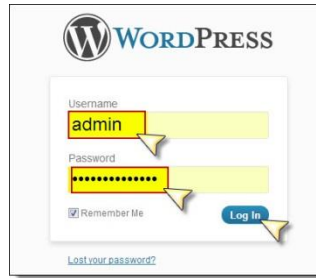 WORDPRESS
Username
admin
Password
••••••••••••••
Remember Me
Log In
Lost your password?